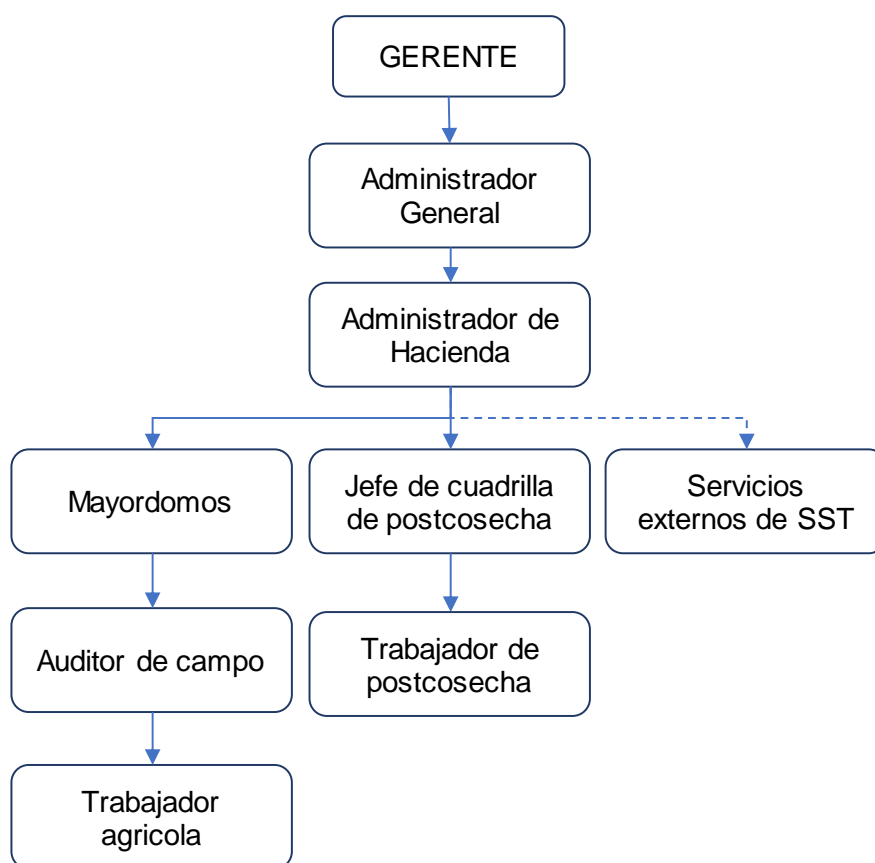 GERENTE
Administrador
General
Administrador de
Hacienda
Mayordomos
Jefe de cuadrilla
de postcosecha
Servicios
externos de SST
Auditor de campo
Trabajador de
postcosecha
Trabajador
agricola